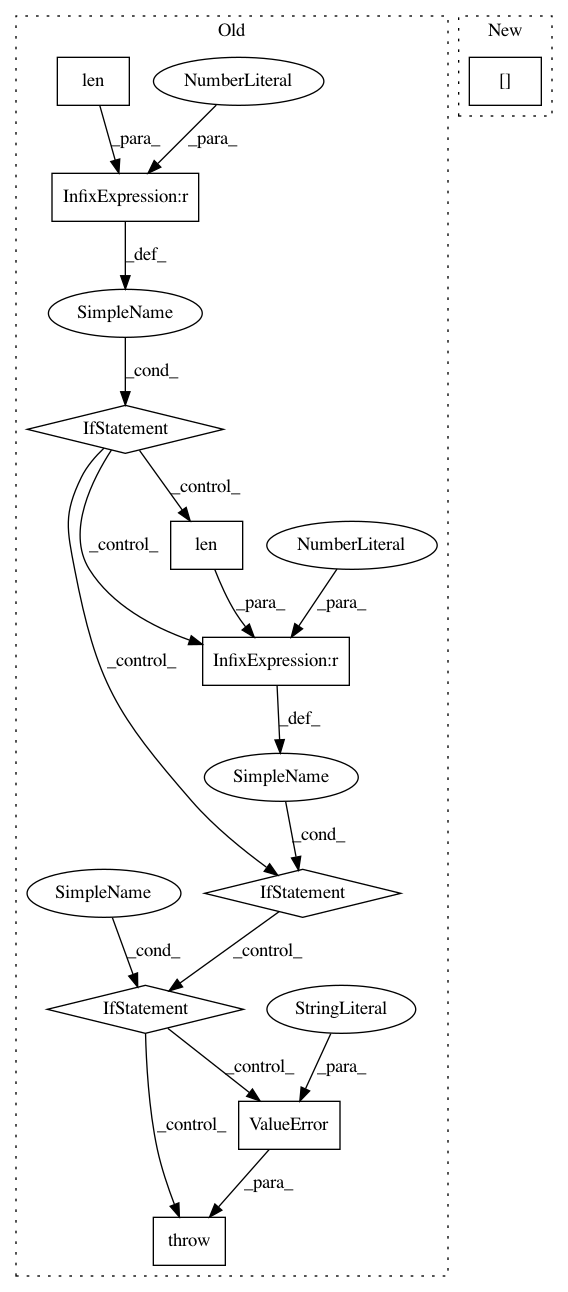 Old
New
len
NumberLiteral
[]
_para_
_para_
InfixExpression:r
_def_
SimpleName
_cond_
IfStatement
_control_
len
NumberLiteral
_control_
_para_
_para_
_control_
InfixExpression:r
_def_
SimpleName
_cond_
SimpleName
IfStatement
_cond_
_control_
IfStatement
StringLiteral
_control_
_para_
_control_
ValueError
_para_
throw